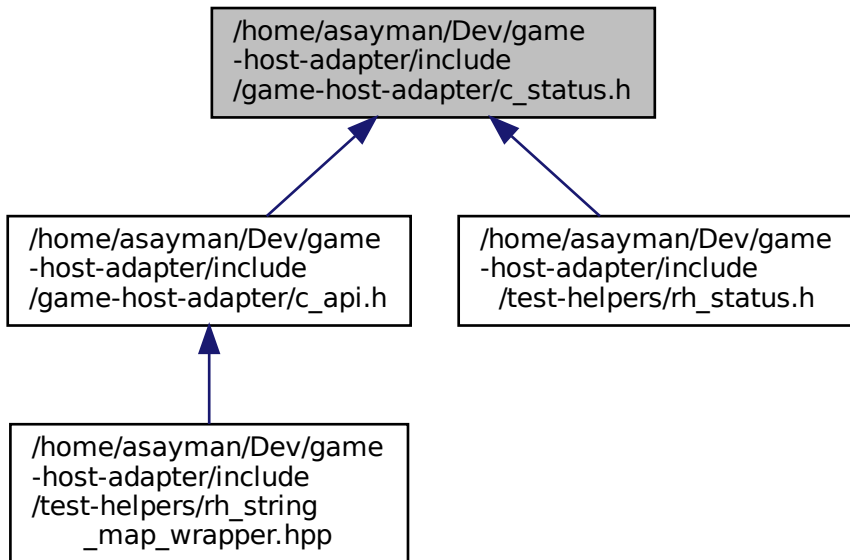 /home/asayman/Dev/game
-host-adapter/include
/game-host-adapter/c_status.h
/home/asayman/Dev/game
-host-adapter/include
/game-host-adapter/c_api.h
/home/asayman/Dev/game
-host-adapter/include
/test-helpers/rh_status.h
/home/asayman/Dev/game
-host-adapter/include
/test-helpers/rh_string
_map_wrapper.hpp